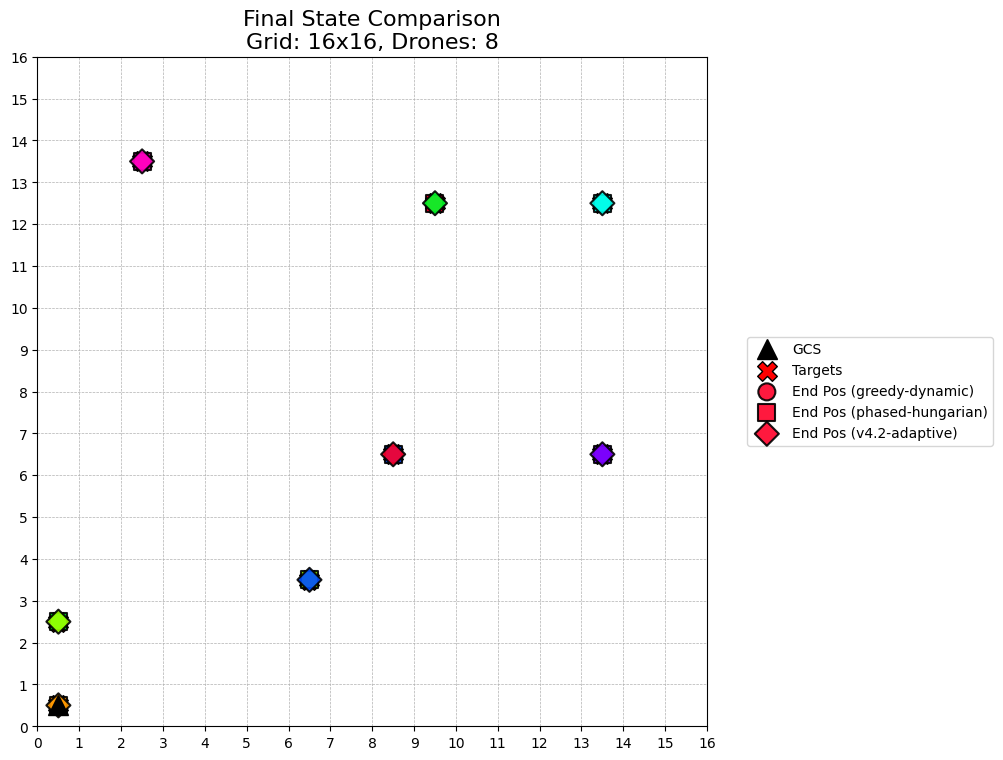 Final State Comparison
Grid: 16x16, Drones: 8
16
15
14
13
12
11
10
9
8
7
6
5
4
3
2
1
0
0 1 2 3 4 5 6 7 8 9 10 11 12 13 14 15 16
GCS
Targets
End Pos (greedy-dynamic)
End Pos (phased-hungarian)
End Pos (v4.2-adaptive)